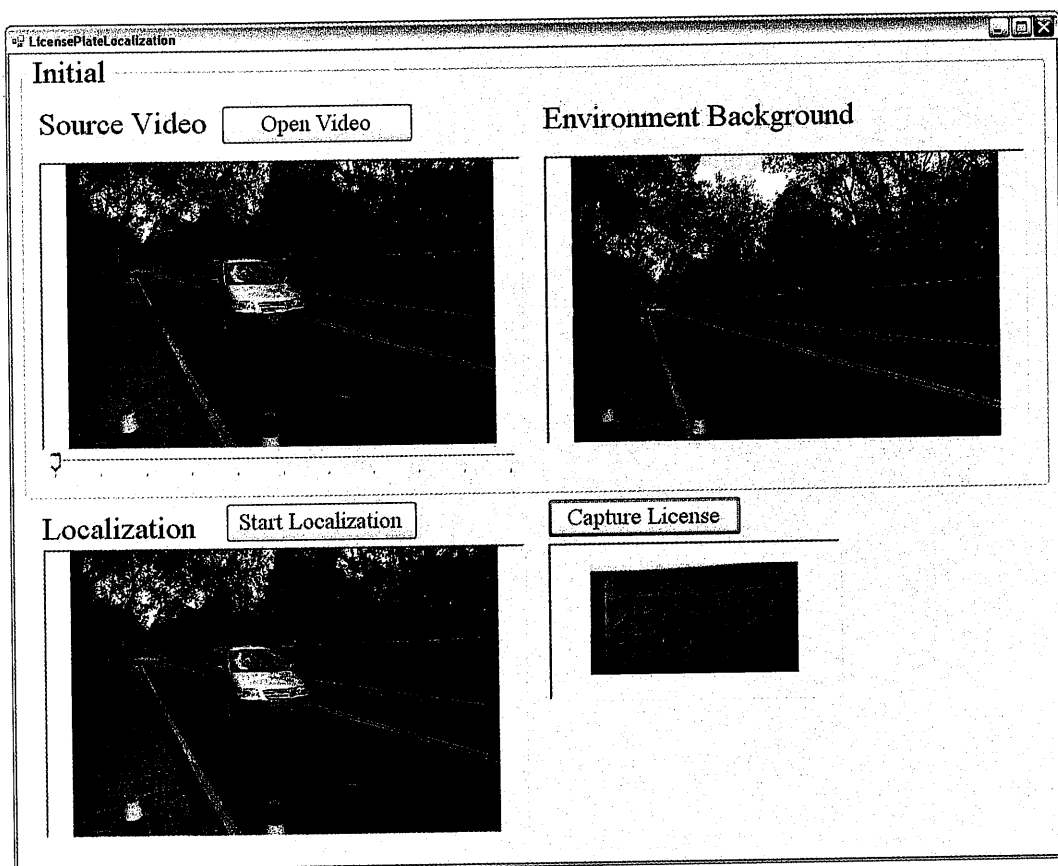 LicensePlateLocalization
Initial
Source Video
Open Video
Environment Background
Localization
Start Localization
Capture License